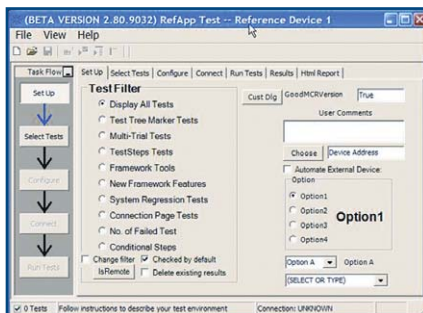 (BETA VERSION 2.80.9032) RefApp Test -- Reference Device 1
File View Help
Task Flow
Set Up Select Tests Configure Connect Run Tests Results Html Report
Set Up
Select Tests
Configure
Connect
Run Tests
Test Filter
Display All Tests
Test Tree Marker Tests
Multi-Trial Tests
TestSteps Tests
Framework Tools
New Framework Features
System Regression Tests
Connection Page Tests
No. of Failed Test
Conditional Steps
Change filter Checked by default
IsRemote Delete existing results
Cust Dlg GoodMCRVersion True
User Comments
Choose Device Address
Automate External Device:
Option
Option1
Option2
Option3
Option4
Option1
Option A Option A
(SELECT OR TYPE)
0 Tests Follow instructions to describe your test environment Connection: UNKNOWN